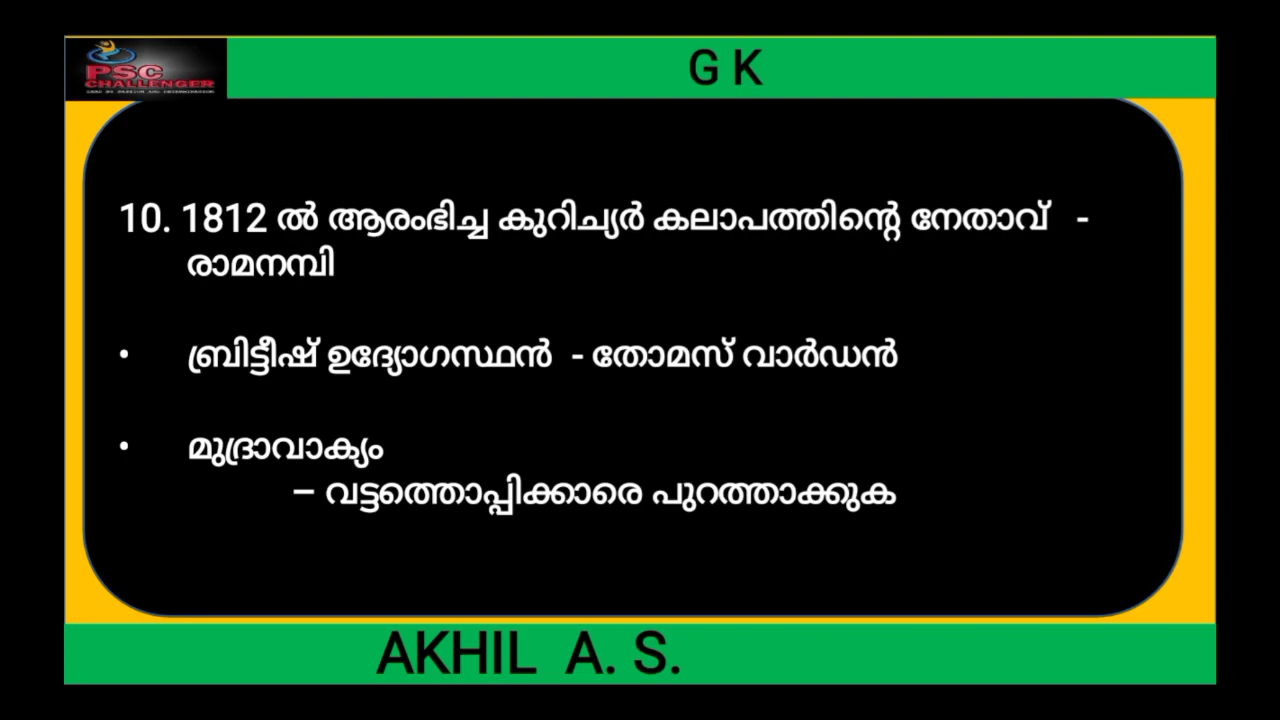 PSC
CHALLENGER
G K
10. 1812 ൽ ആരംഭിച്ച കുറിച്യർ കലാപത്തിന്റെ നേതാവ് -
രാമനമ്പി
• ബ്രിട്ടീഷ് ഉദ്യോഗസ്ഥൻ - തോമസ് വാർഡൻ
• മുദ്രാവാക്യം
– വട്ടത്തൊപ്പിക്കാരെ പുറത്താക്കുക
AKHIL A. S.